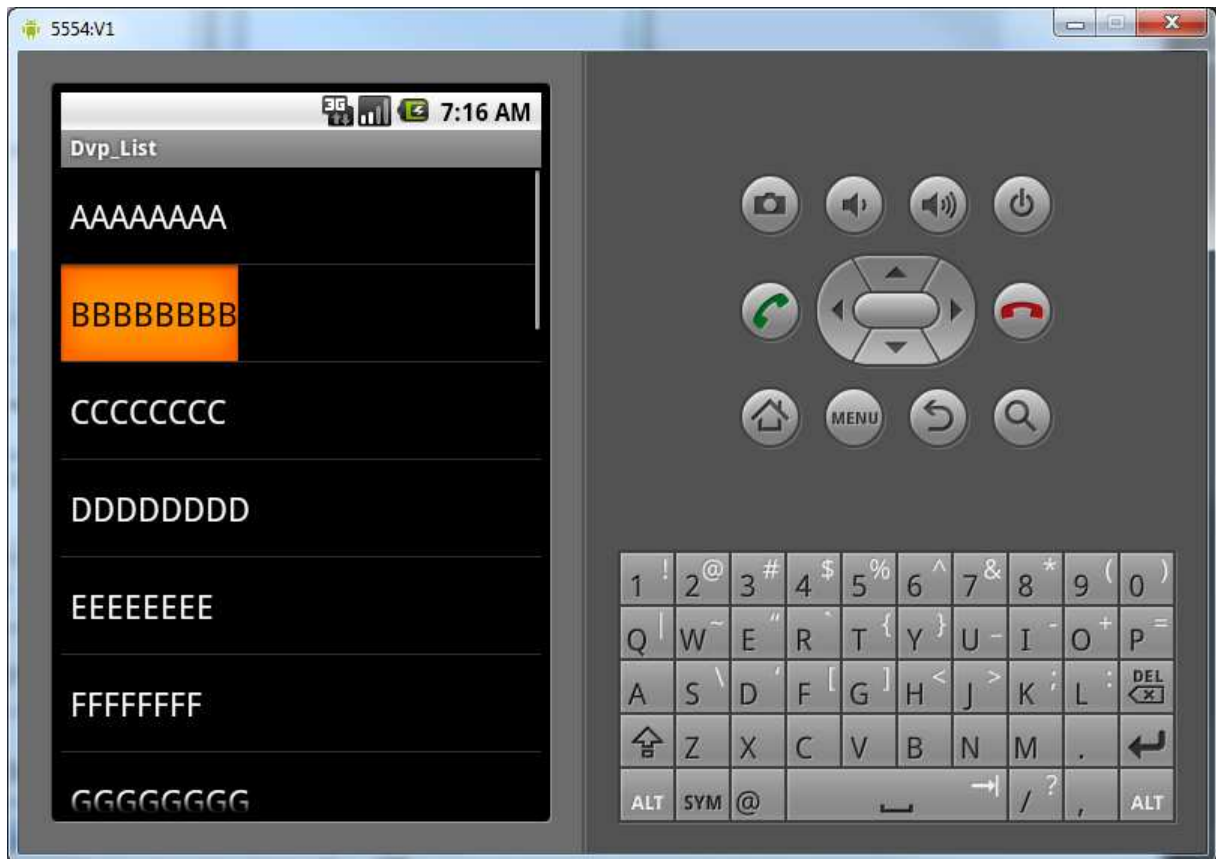 5554:V1
3G 7:16 AM
Dvp_List
AAAAAAAA
BBBBBBBB
CCCCCCCC
DDDDDDDD
EEEEEEEE
FFFFFFFF
GGGGGGGG
MENU
1 ! 2 @ 3 # 4 $ 5 % 6 ^ 7 & 8 * 9 ( 0 )
Q | W ~ E " R ` T { Y } U _ I - O + P =
A S \ D ' F [ G ] H < J > K ; L : DEL
Z X C V B N M .
ALT SYM @ / ? , ALT